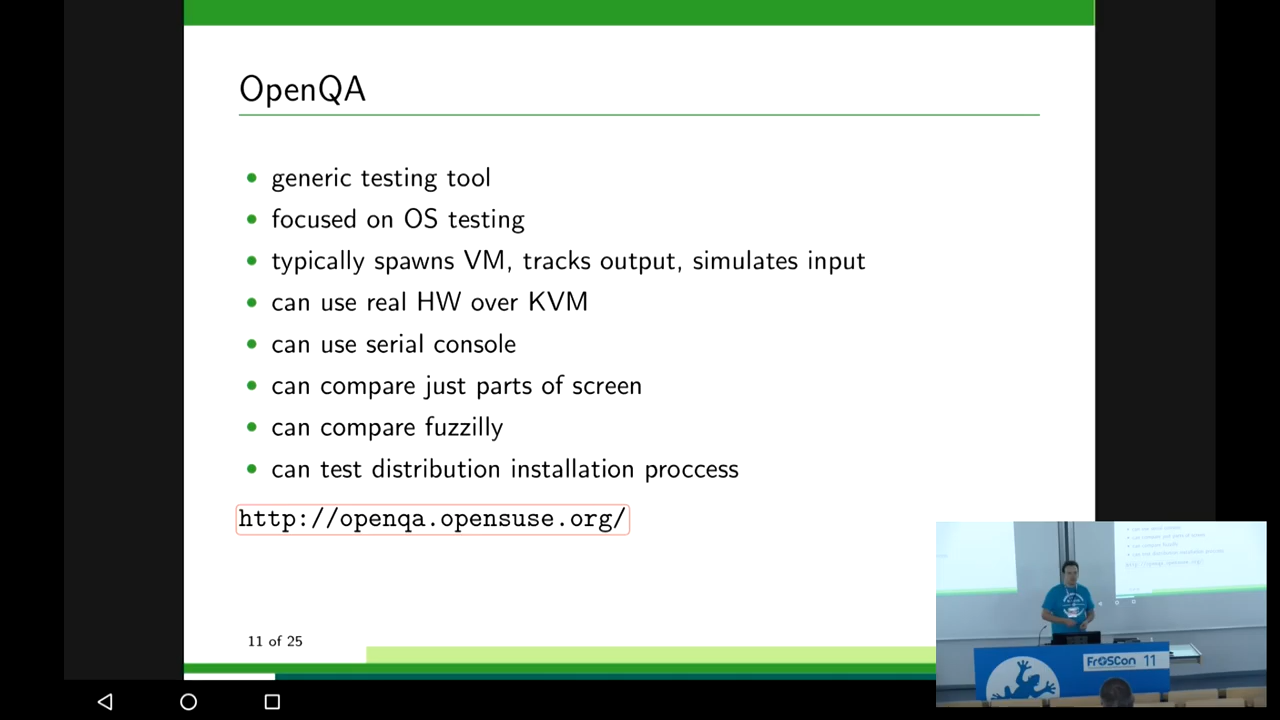 OpenQA
generic testing tool
focused on OS testing
typically spawns VM, tracks output, simulates input
can use real HW over KVM
can use serial console
can compare just parts of screen
can compare fuzzilly
can test distribution installation proccess
http://openqa.opensuse.org/
11 of 25
FrOSCon 11